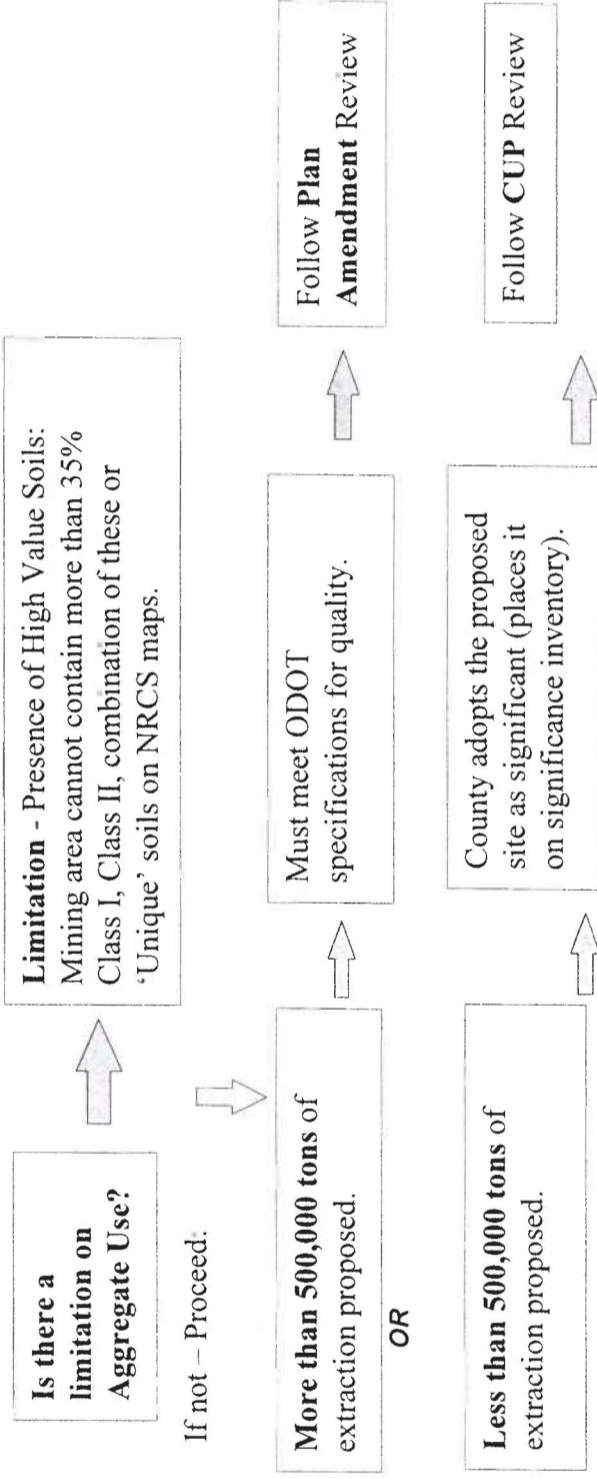 Is there a
limitation on
Aggregate Use?
Limitation - Presence of High Value Soils:
Mining area cannot contain more than 35%
Class I, Class II, combination of these or
‘Unique’ soils on NRCS maps.
If not – Proceed:
More than 500,000 tons of
extraction proposed.
Must meet ODOT
specifications for quality.
Follow Plan
Amendment Review
OR
Less than 500,000 tons of
extraction proposed.
County adopts the proposed
site as significant (places it
on significance inventory).
Follow CUP Review